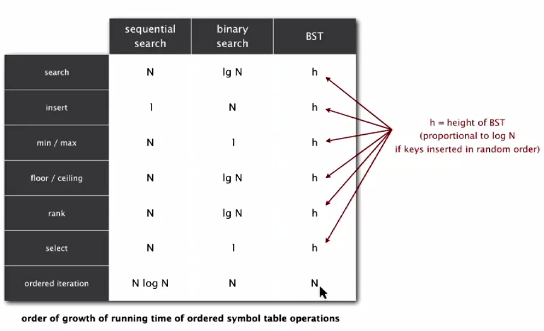 sequential search binary search BST
search N lg N h
insert 1 N h
min / max N 1 h
floor / ceiling N lg N h
rank N lg N h
select N 1 h
ordered iteration N log N N N
h = height of BST
(proportional to log N
if keys inserted in random order)
order of growth of running time of ordered symbol table operations